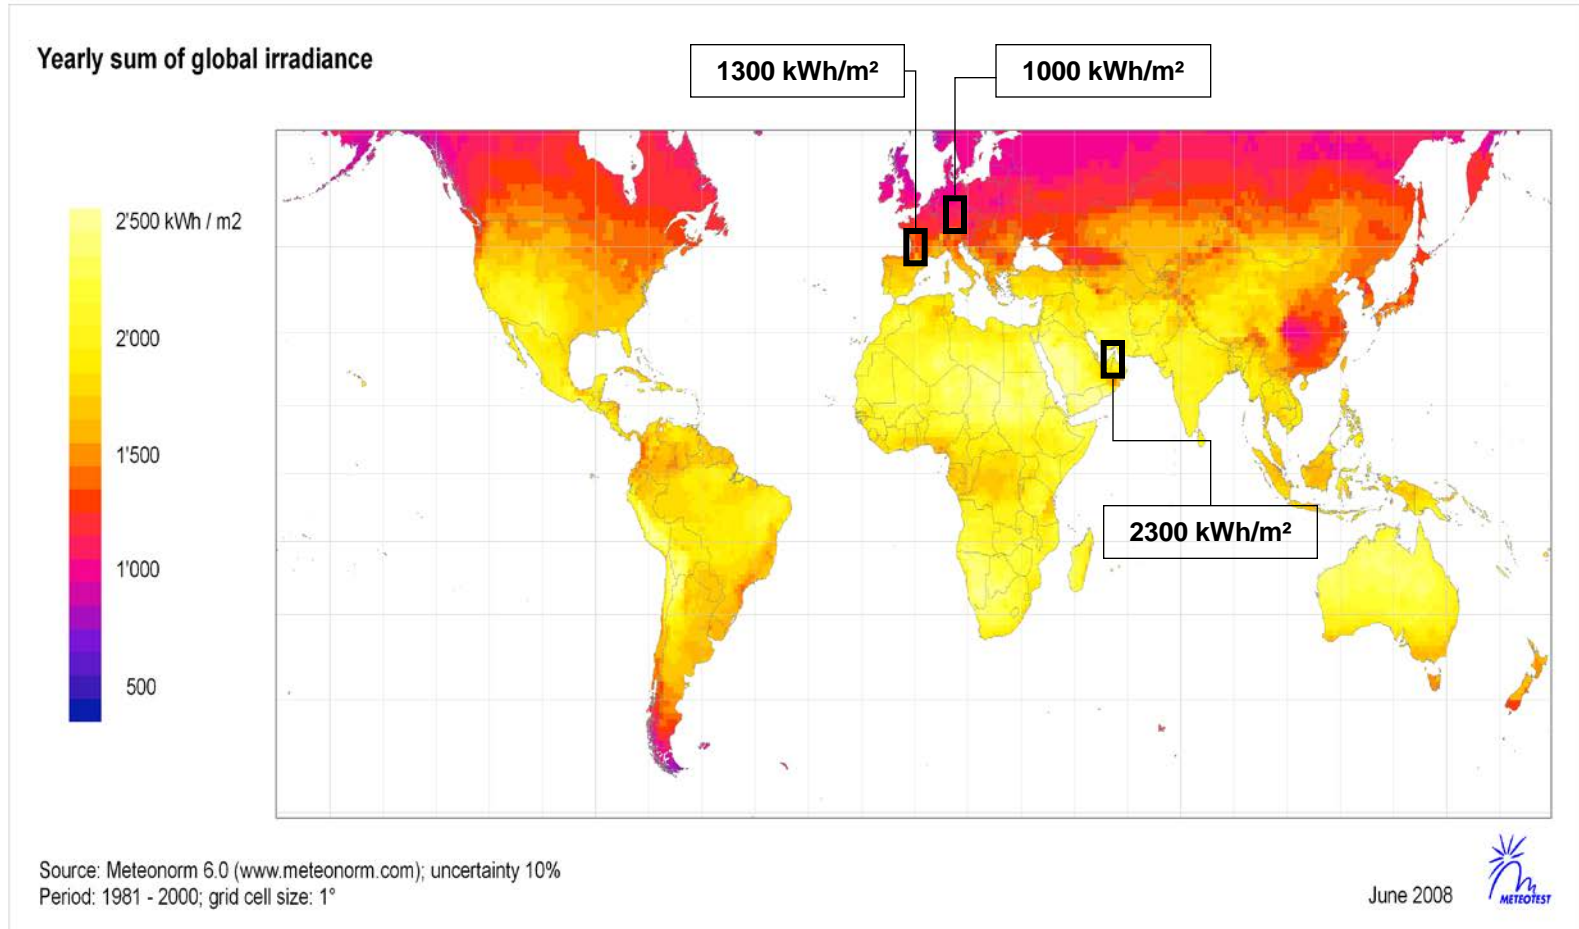 Yearly sum of global irradiance
1300 kWh/m²
1000 kWh/m²
2'500 kWh / m2
2'000
1'500
1'000
500
2300 kWh/m²
Source: Meteonorm 6.0 (www.meteonorm.com); uncertainty 10%
Period: 1981 - 2000; grid cell size: 1°
June 2008
METEOTEST